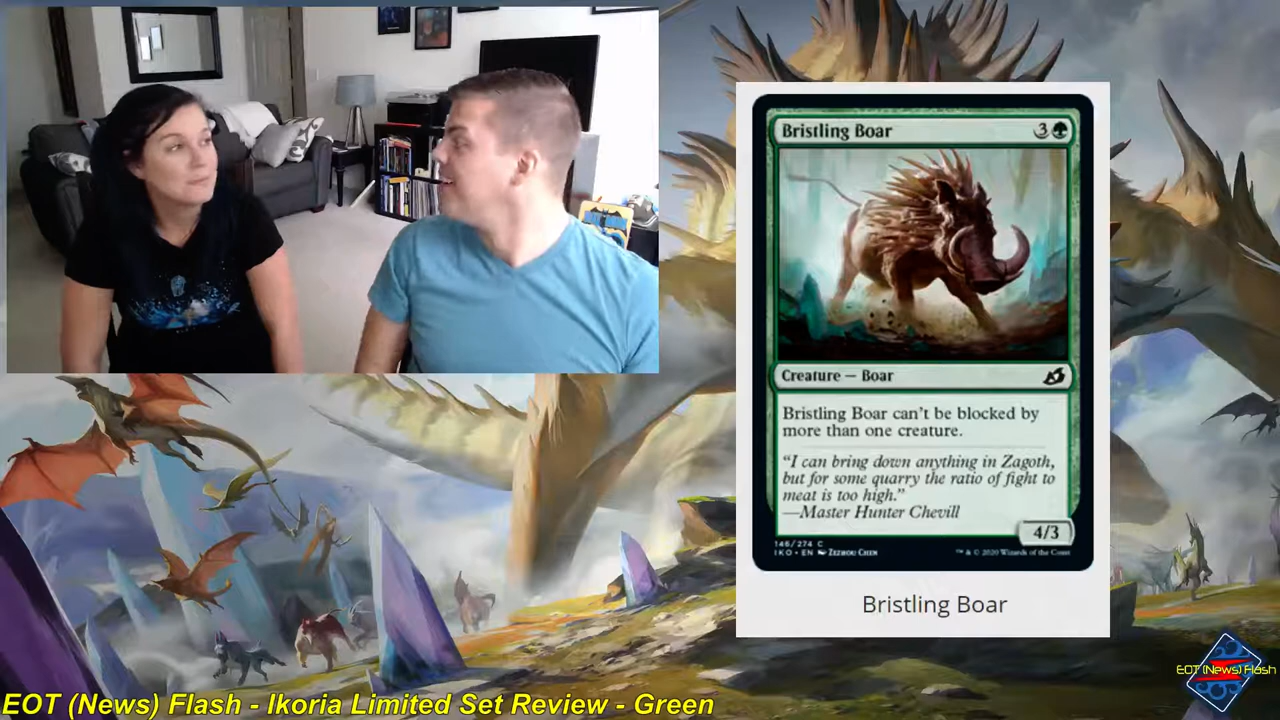 Bristling Boar 3
Creature — Boar
Bristling Boar can't be blocked by
more than one creature.
"I can bring down anything in Zagoth,
but for some quarry the ratio of fight to
meat is too high."
—Master Hunter Chevill
4/3
146/274 C
IKO • EN ZEZHOU CHEN
™ & © 2020 Wizards of the Coast
Bristling Boar
EOT (News) Flash
EOT (News) Flash - Ikoria Limited Set Review - Green